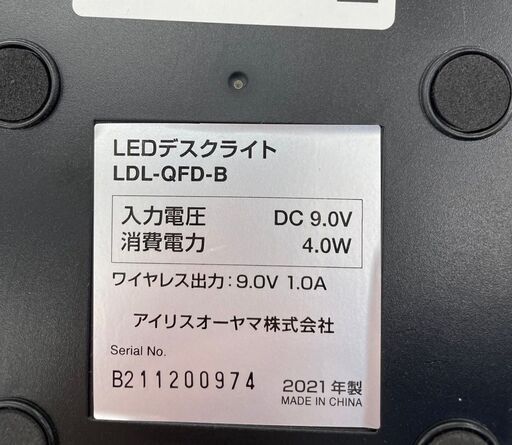 LEDデスクライト
LDL-QFD-B
入力電圧 DC 9.0V
消費電力 4.0W
ワイヤレス出力：9.0V 1.0A
アイリスオーヤマ株式会社
Serial No.
B211200974 2021年製
MADE IN CHINA